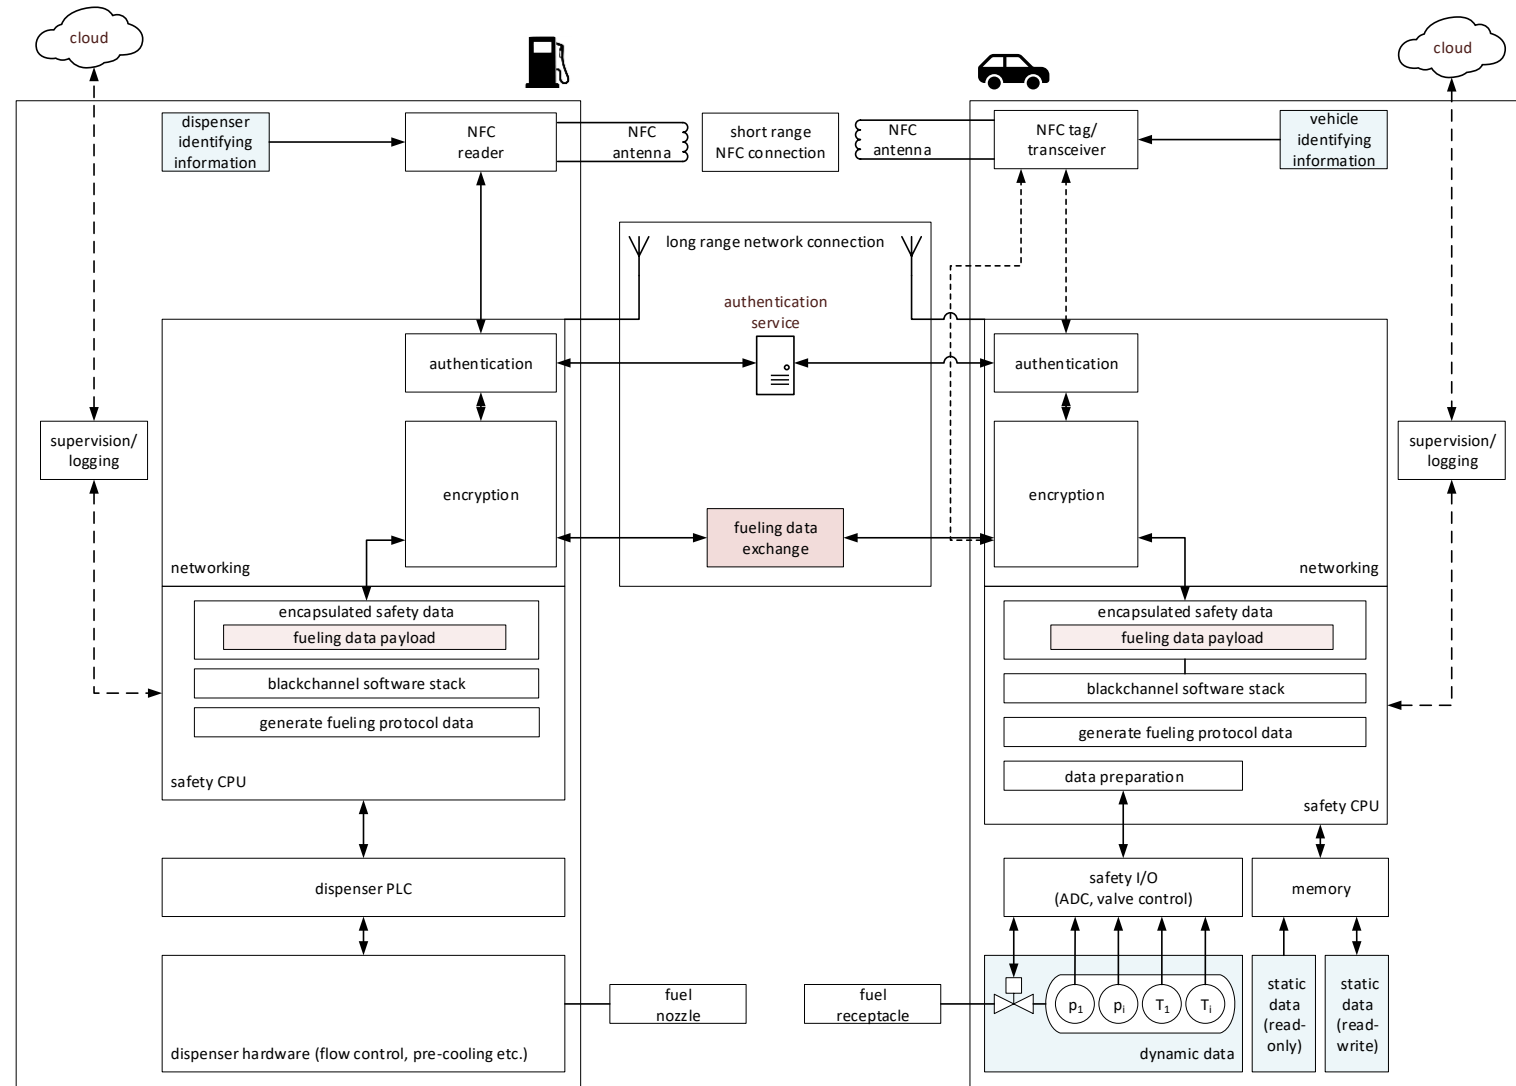 cloud
cloud
dispenser
identifying
information
NFC
reader
NFC
antenna
short range
NFC connection
NFC
antenna
NFC tag/
transceiver
vehicle
identifying
information
long range network connection
authentication
service
authentication
authentication
supervision/
logging
encryption
encryption
supervision/
logging
fueling data
exchange
networking
networking
encapsulated safety data
fueling data payload
blackchannel software stack
generate fueling protocol data
safety CPU
encapsulated safety data
fueling data payload
blackchannel software stack
generate fueling protocol data
data preparation
safety CPU
dispenser PLC
safety I/O
(ADC, valve control)
memory
dispenser hardware (flow control, pre-cooling etc.)
fuel
nozzle
fuel
receptacle
p1
pi
T1
Ti
dynamic data
static
data
(read-
only)
static
data
(read-
write)